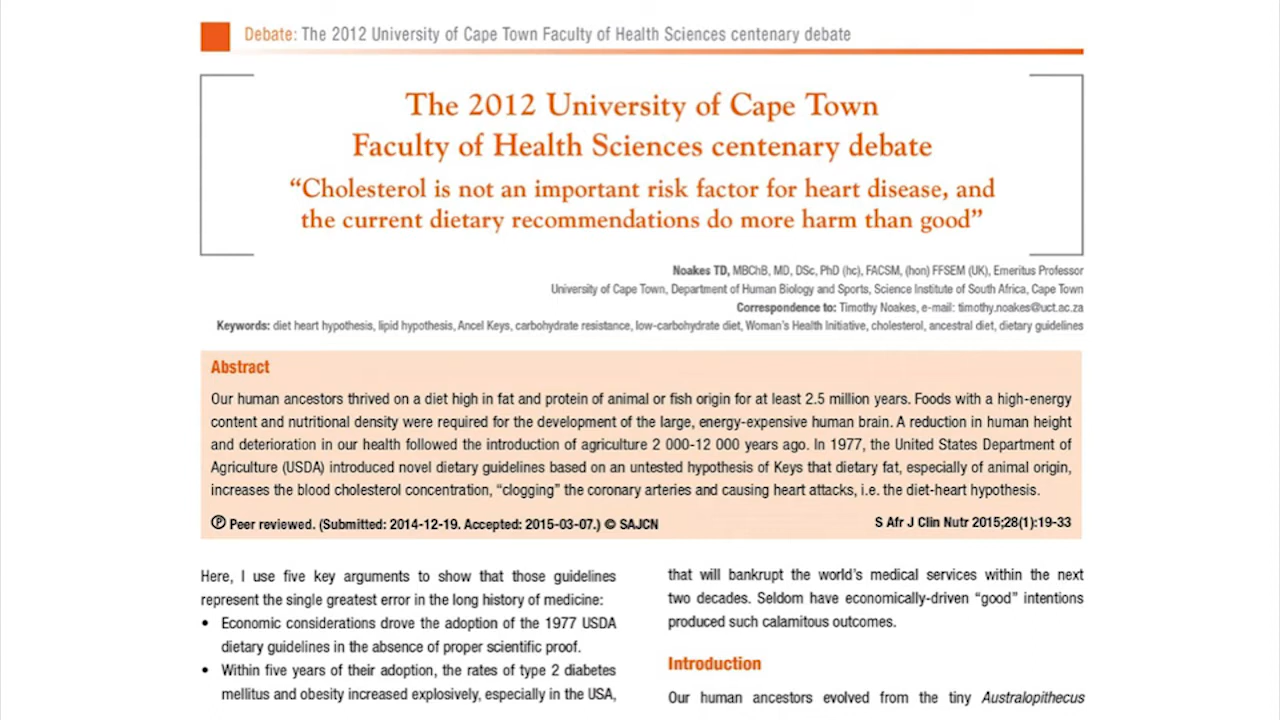 Debate: The 2012 University of Cape Town Faculty of Health Sciences centenary debate
The 2012 University of Cape Town
Faculty of Health Sciences centenary debate
“Cholesterol is not an important risk factor for heart disease, and
the current dietary recommendations do more harm than good”
Noakes TD, MBChB, MD, DSc, PhD (hc), FACSM, (hon) FFSEM (UK), Emeritus Professor
University of Cape Town, Department of Human Biology and Sports, Science Institute of South Africa, Cape Town
Correspondence to: Timothy Noakes, e-mail: timothy.noakes@uct.ac.za
Keywords: diet heart hypothesis, lipid hypothesis, Ancel Keys, carbohydrate resistance, low-carbohydrate diet, Woman’s Health Initiative, cholesterol, ancestral diet, dietary guidelines
Abstract
Our human ancestors thrived on a diet high in fat and protein of animal or fish origin for at least 2.5 million years. Foods with a high-energy
content and nutritional density were required for the development of the large, energy-expensive human brain. A reduction in human height
and deterioration in our health followed the introduction of agriculture 2 000-12 000 years ago. In 1977, the United States Department of
Agriculture (USDA) introduced novel dietary guidelines based on an untested hypothesis of Keys that dietary fat, especially of animal origin,
increases the blood cholesterol concentration, “clogging” the coronary arteries and causing heart attacks, i.e. the diet-heart hypothesis.
Ⓟ Peer reviewed. (Submitted: 2014-12-19. Accepted: 2015-03-07.) © SAJCN
S Afr J Clin Nutr 2015;28(1):19-33
Here, I use five key arguments to show that those guidelines
represent the single greatest error in the long history of medicine:
• Economic considerations drove the adoption of the 1977 USDA
dietary guidelines in the absence of proper scientific proof.
• Within five years of their adoption, the rates of type 2 diabetes
mellitus and obesity increased explosively, especially in the USA,
that will bankrupt the world’s medical services within the next
two decades. Seldom have economically-driven “good” intentions
produced such calamitous outcomes.
Introduction
Our human ancestors evolved from the tiny Australopithecus